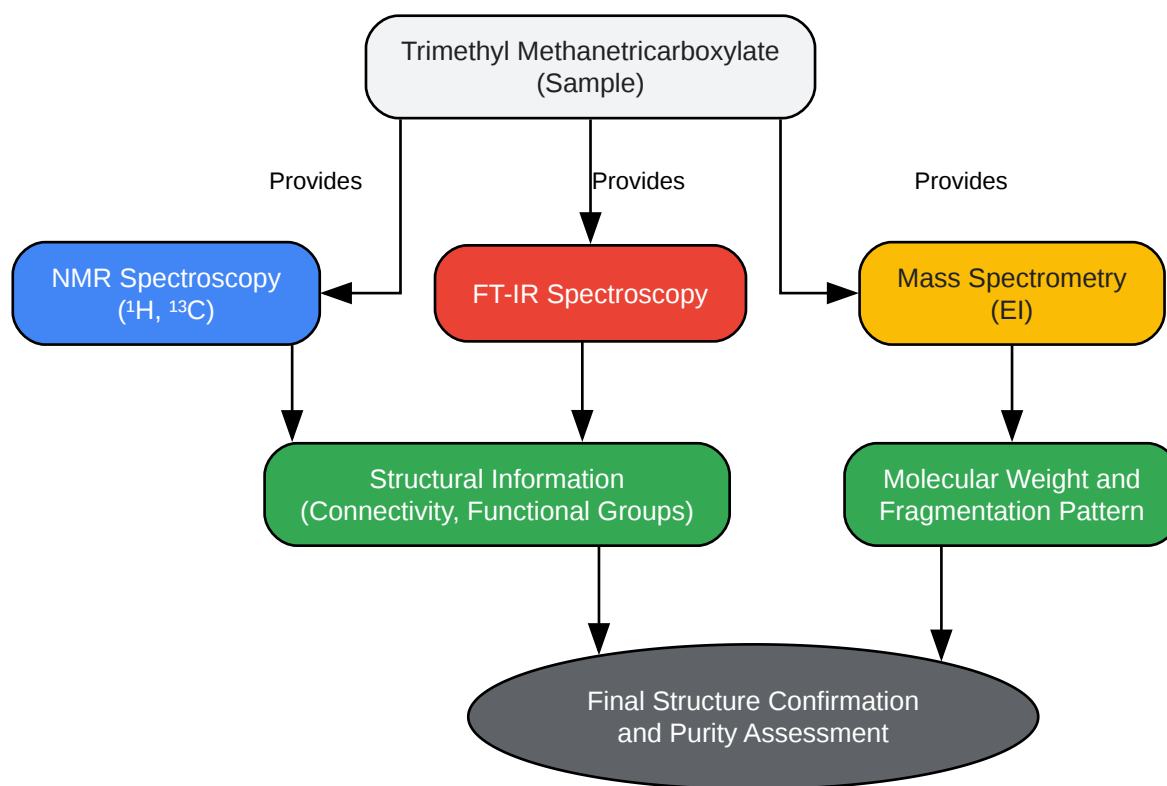 Trimethyl Methanetricarboxylate
(Sample)
Provides
Provides
Provides
NMR Spectroscopy
(¹H, ¹³C)
FT-IR Spectroscopy
Mass Spectrometry
(EI)
Structural Information
(Connectivity, Functional Groups)
Molecular Weight and
Fragmentation Pattern
Final Structure Confirmation
and Purity Assessment